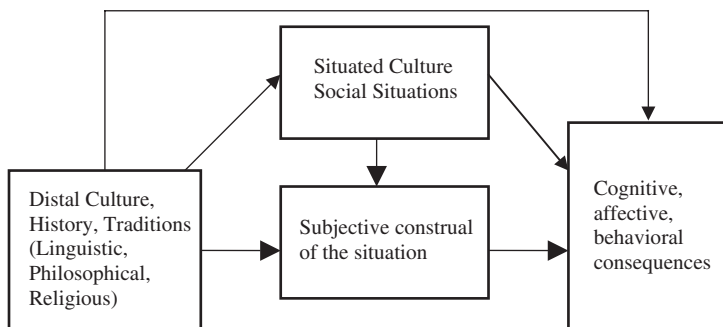 Situated Culture
Social Situations
Distal Culture,
History, Traditions
(Linguistic,
Philosophical,
Religious)
Subjective construal
of the situation
Cognitive,
affective,
behavioral
consequences